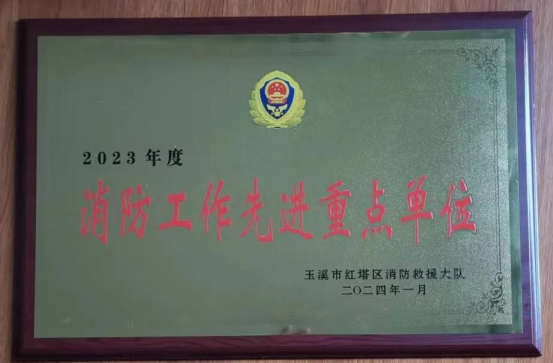 2023年度
消防工作先进重点单位
玉溪市红塔区消防救援大队
二〇二四年一月